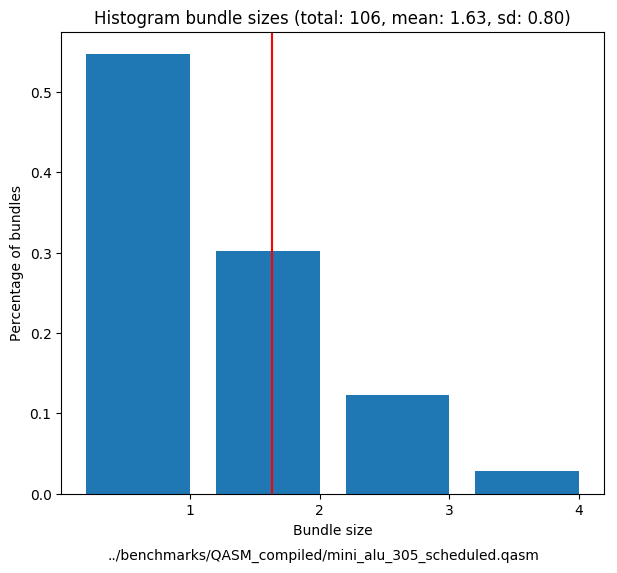 Histogram bundle sizes (total: 106, mean: 1.63, sd: 0.80)
Percentage of bundles
0.5
0.4
0.3
0.2
0.1
0.0
1 2 3 4
Bundle size
../benchmarks/QASM_compiled/mini_alu_305_scheduled.qasm